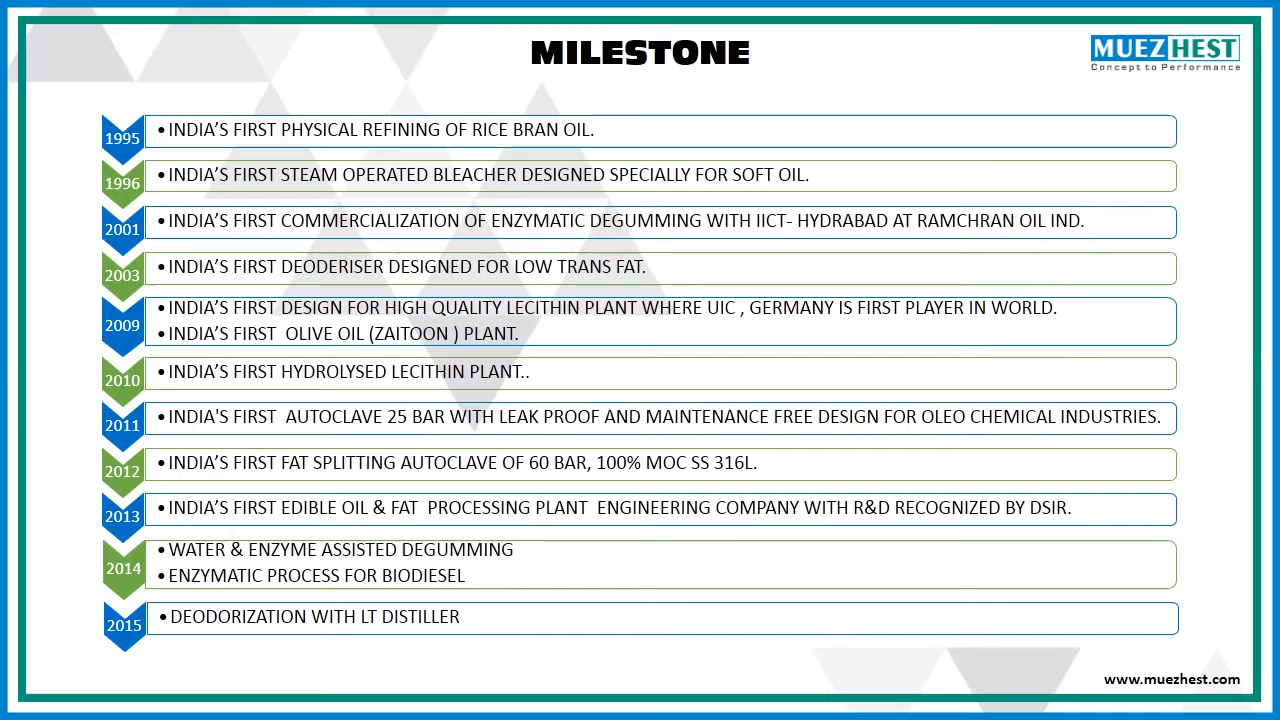 MILESTONE
MUEZHEST
Concept to Performance
1995
• INDIA’S FIRST PHYSICAL REFINING OF RICE BRAN OIL.
1996
• INDIA’S FIRST STEAM OPERATED BLEACHER DESIGNED SPECIALLY FOR SOFT OIL.
2001
• INDIA’S FIRST COMMERCIALIZATION OF ENZYMATIC DEGUMMING WITH IICT- HYDRABAD AT RAMCHRAN OIL IND.
2003
• INDIA’S FIRST DEODERISER DESIGNED FOR LOW TRANS FAT.
2009
• INDIA’S FIRST DESIGN FOR HIGH QUALITY LECITHIN PLANT WHERE UIC , GERMANY IS FIRST PLAYER IN WORLD.
• INDIA’S FIRST  OLIVE OIL (ZAITOON ) PLANT.
2010
• INDIA’S FIRST HYDROLYSED LECITHIN PLANT..
2011
• INDIA'S FIRST  AUTOCLAVE 25 BAR WITH LEAK PROOF AND MAINTENANCE FREE DESIGN FOR OLEO CHEMICAL INDUSTRIES.
2012
• INDIA’S FIRST FAT SPLITTING AUTOCLAVE OF 60 BAR, 100% MOC SS 316L.
2013
• INDIA’S FIRST EDIBLE OIL & FAT  PROCESSING PLANT  ENGINEERING COMPANY WITH R&D RECOGNIZED BY DSIR.
2014
• WATER & ENZYME ASSISTED DEGUMMING
• ENZYMATIC PROCESS FOR BIODIESEL
2015
• DEODORIZATION WITH LT DISTILLER
www.muezhest.com